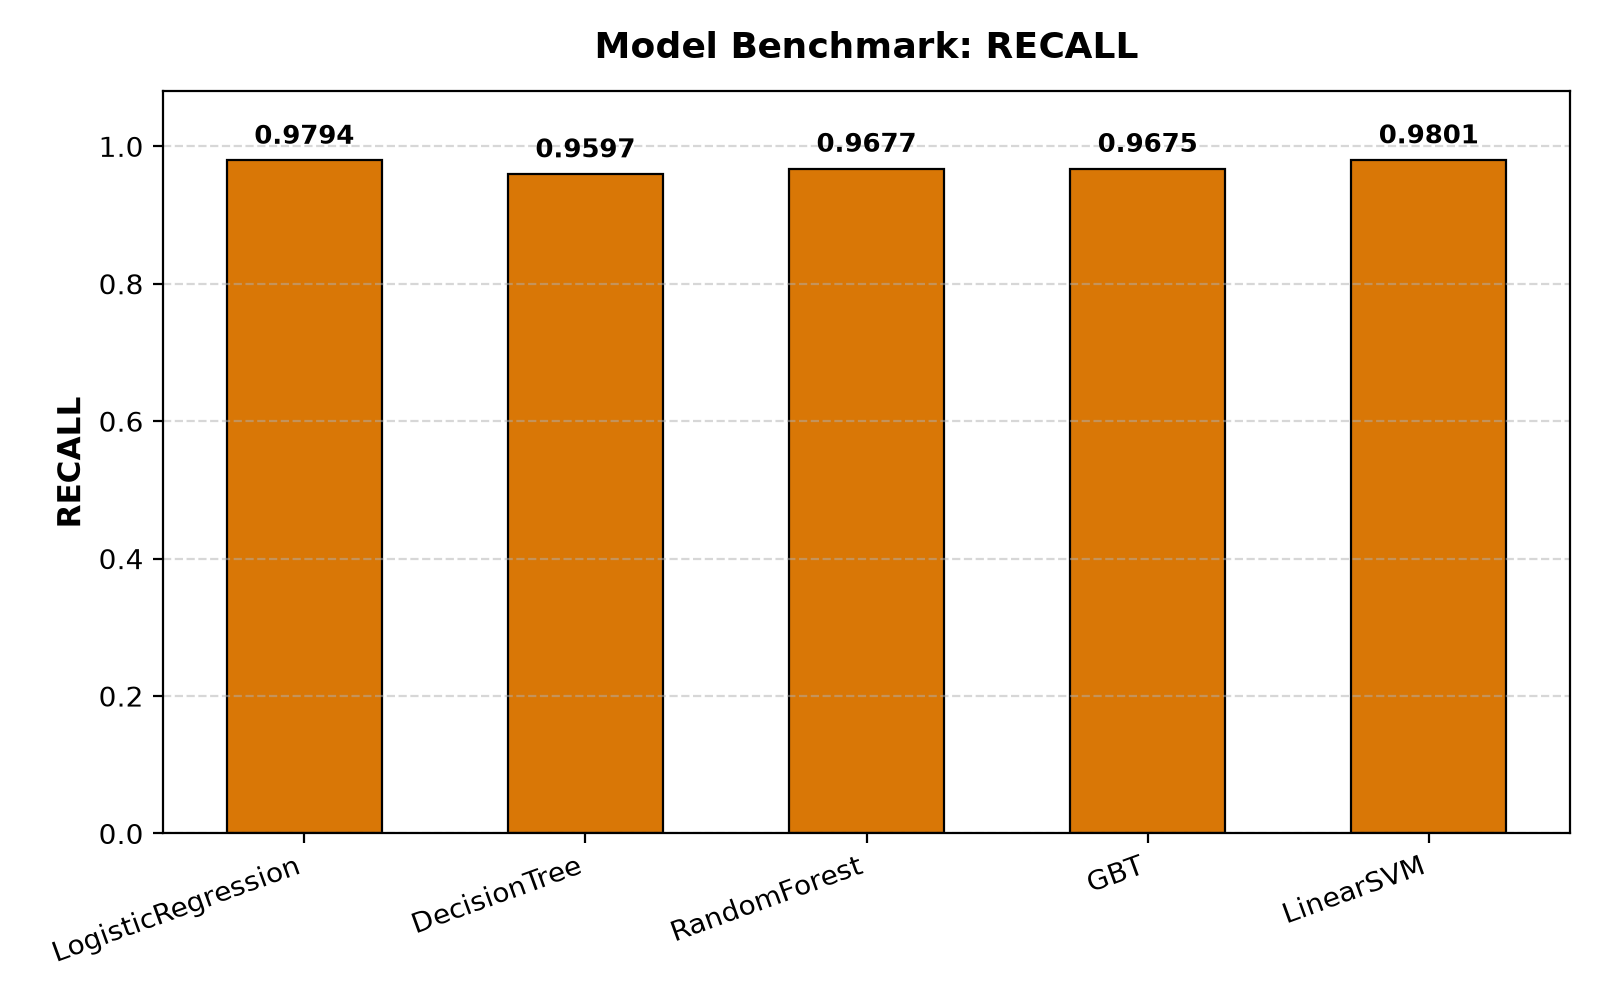 Model Benchmark: RECALL
0.9794
0.9597
0.9677
0.9675
0.9801
1.0
0.8
0.6
0.4
0.2
0.0
RECALL
LogisticRegression
DecisionTree
RandomForest
GBT
LinearSVM